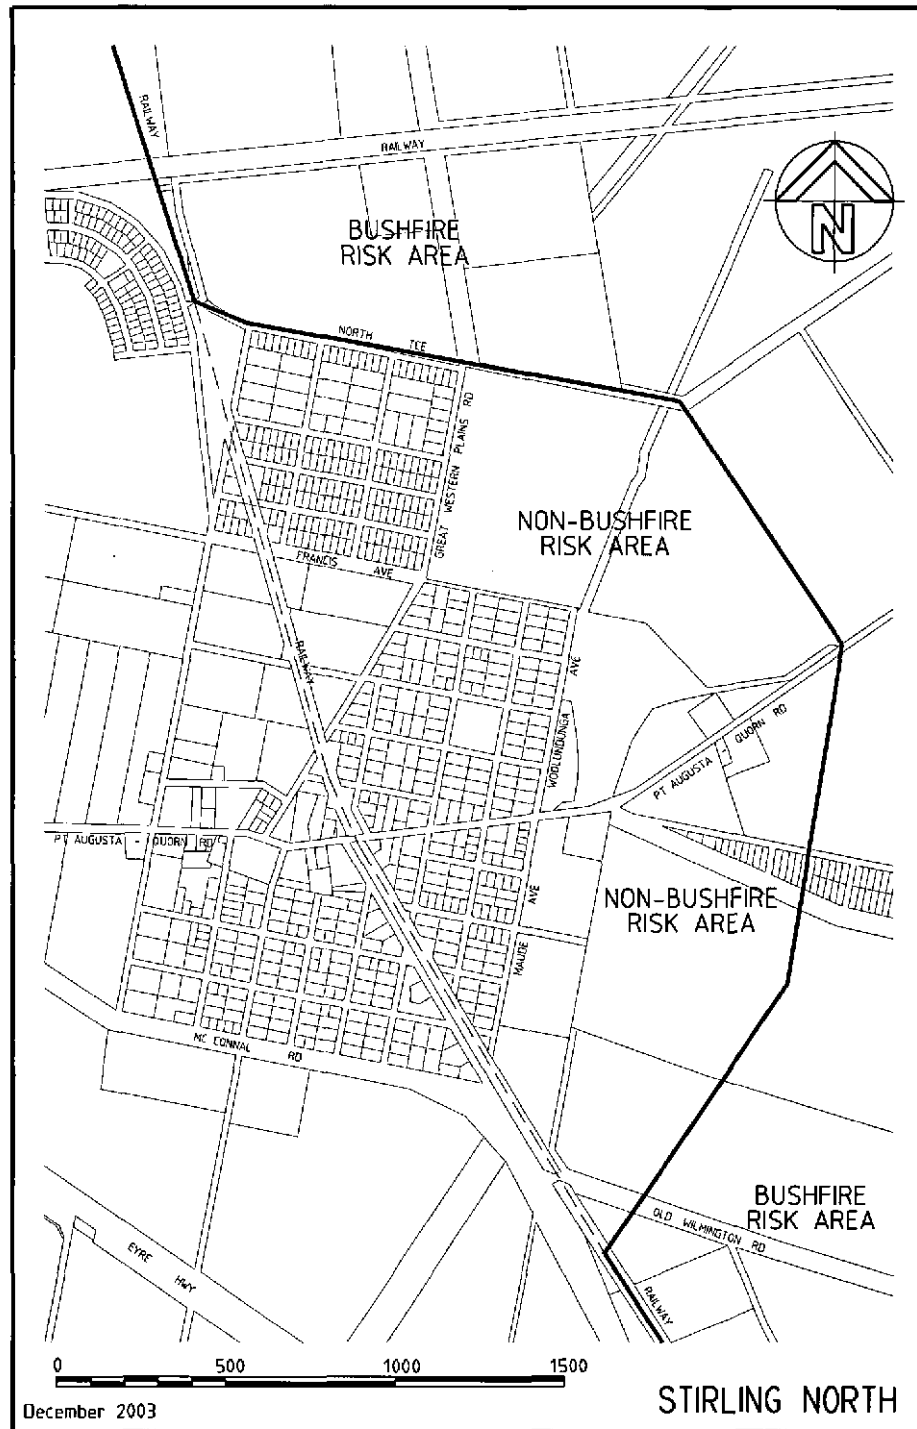 RAILWAY
RAILWAY
BUSHFIRE
RISK AREA
N
NORTH TCE
GREAT WESTERN PLAINS RD
NON-BUSHFIRE
RISK AREA
FRANCIS AVE
RAILWAY
WOOLUNDUNGA AVE
PT AUGUSTA - QUORN RD
PT AUGUSTA - QUORN RD
NON-BUSHFIRE
RISK AREA
MAUDE AVE
MC CONNAL RD
BUSHFIRE
RISK AREA
OLD WILMINGTON RD
EYRE HWY
RAILWAY
0 500 1000 1500
STIRLING NORTH
December 2003